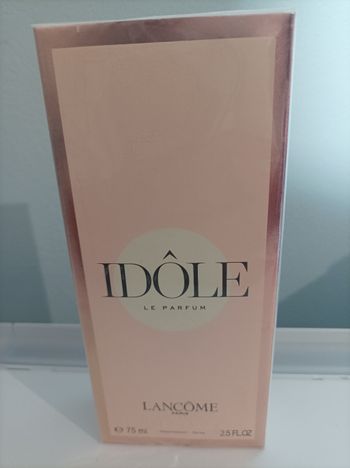 IDÔLE
LE PARFUM
LANCÔME
PARIS
℮ 75 ml 2.5 FL.OZ